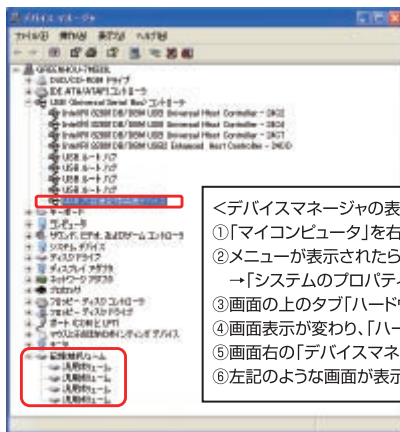 デバイス マネージャ
ファイル(F) 操作(A) 表示(V) ヘルプ(H)
DVD/CD-ROM ドライブ
IDE ATA/ATAPI コントローラ
USB (Universal Serial Bus) コントローラ
Intel(R) 82801DB/DBM USB Universal Host Controller - 24C2
Intel(R) 82801DB/DBM USB Universal Host Controller - 24C4
Intel(R) 82801DB/DBM USB Universal Host Controller - 24C7
Intel(R) 82801DB/DBM USB2 Enhanced Host Controller - 24CD
USB ルート ハブ
USB ルート ハブ
USB ルート ハブ
USB ルート ハブ
USB 大容量記憶装置デバイス
キーボード
コンピュータ
サウンド、ビデオ、およびゲーム コントローラ
システム デバイス
ディスク ドライブ
ディスプレイ アダプタ
ネットワーク アダプタ
プロセッサ
フロッピー ディスク コントローラ
フロッピー ディスク ドライブ
ポート (COM と LPT)
マウスとそのほかのポインティング デバイス
モニタ
記憶域ボリューム
汎用ボリューム
汎用ボリューム
汎用ボリューム
汎用ボリューム
<デバイスマネージャの表
①「マイコンピュータ」を右
②メニューが表示されたら
→「システムのプロパティ
③画面の上のタブ「ハード
④画面表示が変わり、「ハー
⑤画面右の「デバイスマネ
⑥左記のような画面が表示